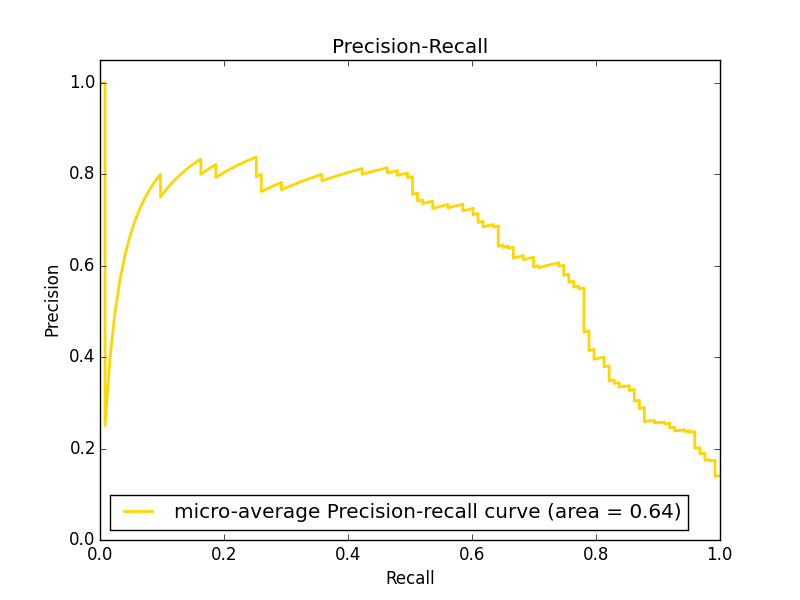 Precision-Recall
1.0
0.8
0.6
0.4
0.2
0.0
Precision
micro-average Precision-recall curve (area = 0.64)
0.0 0.2 0.4 0.6 0.8 1.0
Recall